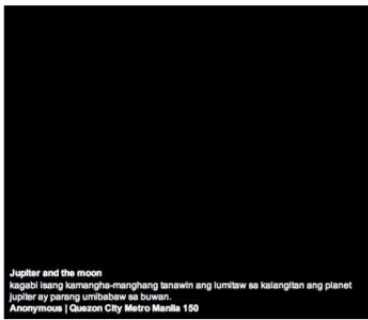 Jupiter and the moon
kagabi isang kamangha-manghang tanawin ang lumitaw sa kalangitan ang planet
jupiter ay parang umibabaw sa buwan.
Anonymous | Quezon City Metro Manila 150